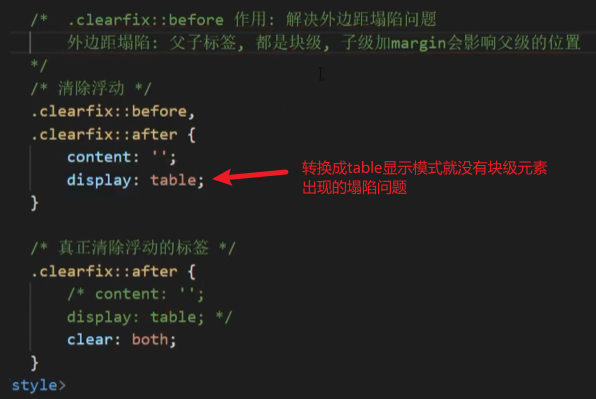 /* .clearfix::before 作用: 解决外边距塌陷问题
外边距塌陷: 父子标签, 都是块级, 子级加margin会影响父级的位置
*/
/* 清除浮动 */
.clearfix::before,
.clearfix::after {
content: '';
display: table;
转换成table显示模式就没有块级元素
出现的塌陷问题
}
/* 真正清除浮动的标签 */
.clearfix::after {
/* content: '';
display: table; */
clear: both;
}
style>